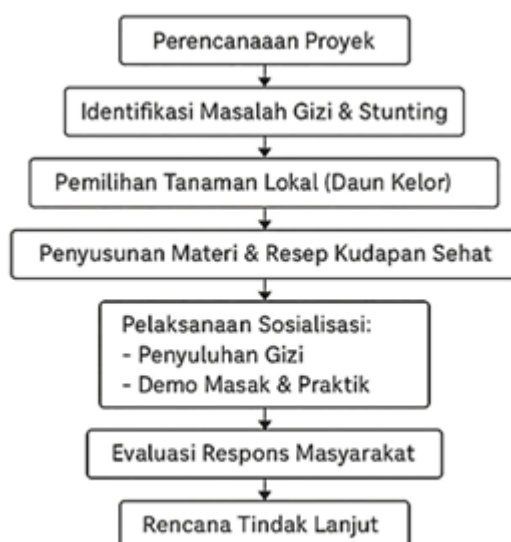 Perencanaaan Proyek
Identifikasi Masalah Gizi & Stunting
Pemilihan Tanaman Lokal (Daun Kelor)
Penyusunan Materi & Resep Kudapan Sehat
Pelaksanaan Sosialisasi:
- Penyuluhan Gizi
- Demo Masak & Praktik
Evaluasi Respons Masyarakat
Rencana Tindak Lanjut